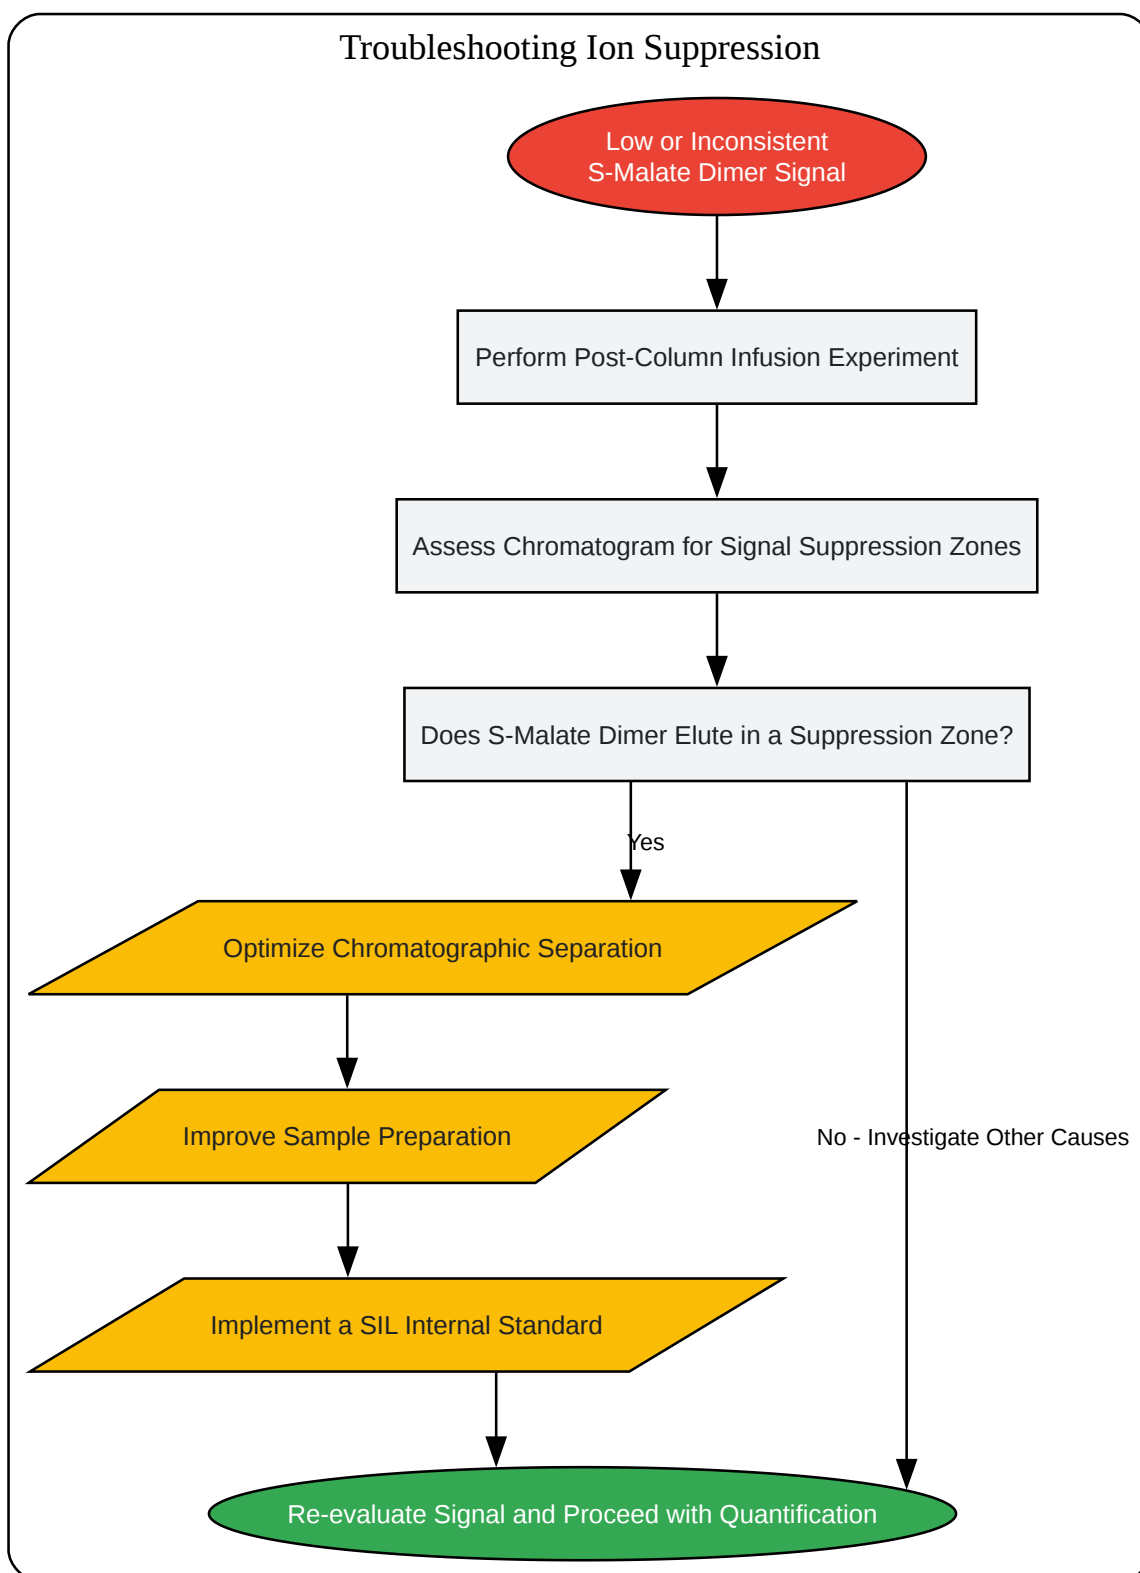 Troubleshooting Ion Suppression
Low or Inconsistent
S-Malate Dimer Signal
Perform Post-Column Infusion Experiment
Assess Chromatogram for Signal Suppression Zones
Does S-Malate Dimer Elute in a Suppression Zone?
Yes
Optimize Chromatographic Separation
Improve Sample Preparation
No - Investigate Other Causes
Implement a SIL Internal Standard
Re-evaluate Signal and Proceed with Quantification